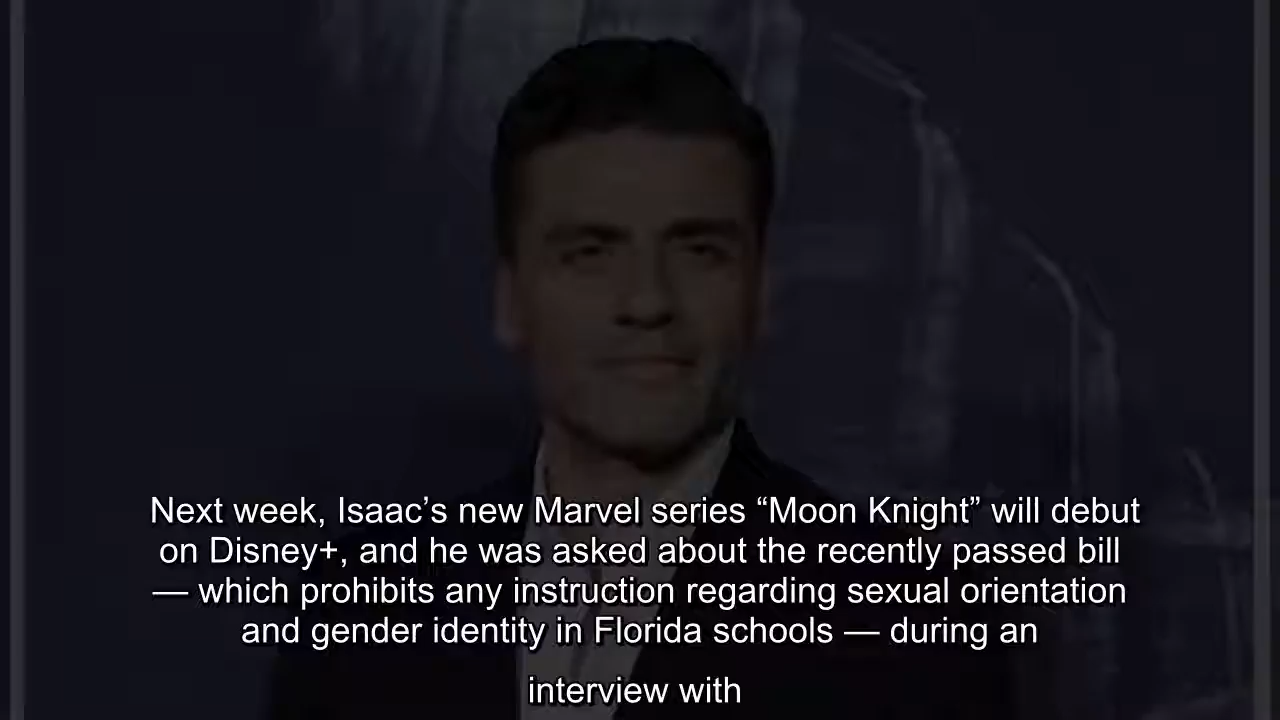 Next week, Isaac’s new Marvel series “Moon Knight” will debut
on Disney+, and he was asked about the recently passed bill
— which prohibits any instruction regarding sexual orientation
and gender identity in Florida schools — during an
interview with